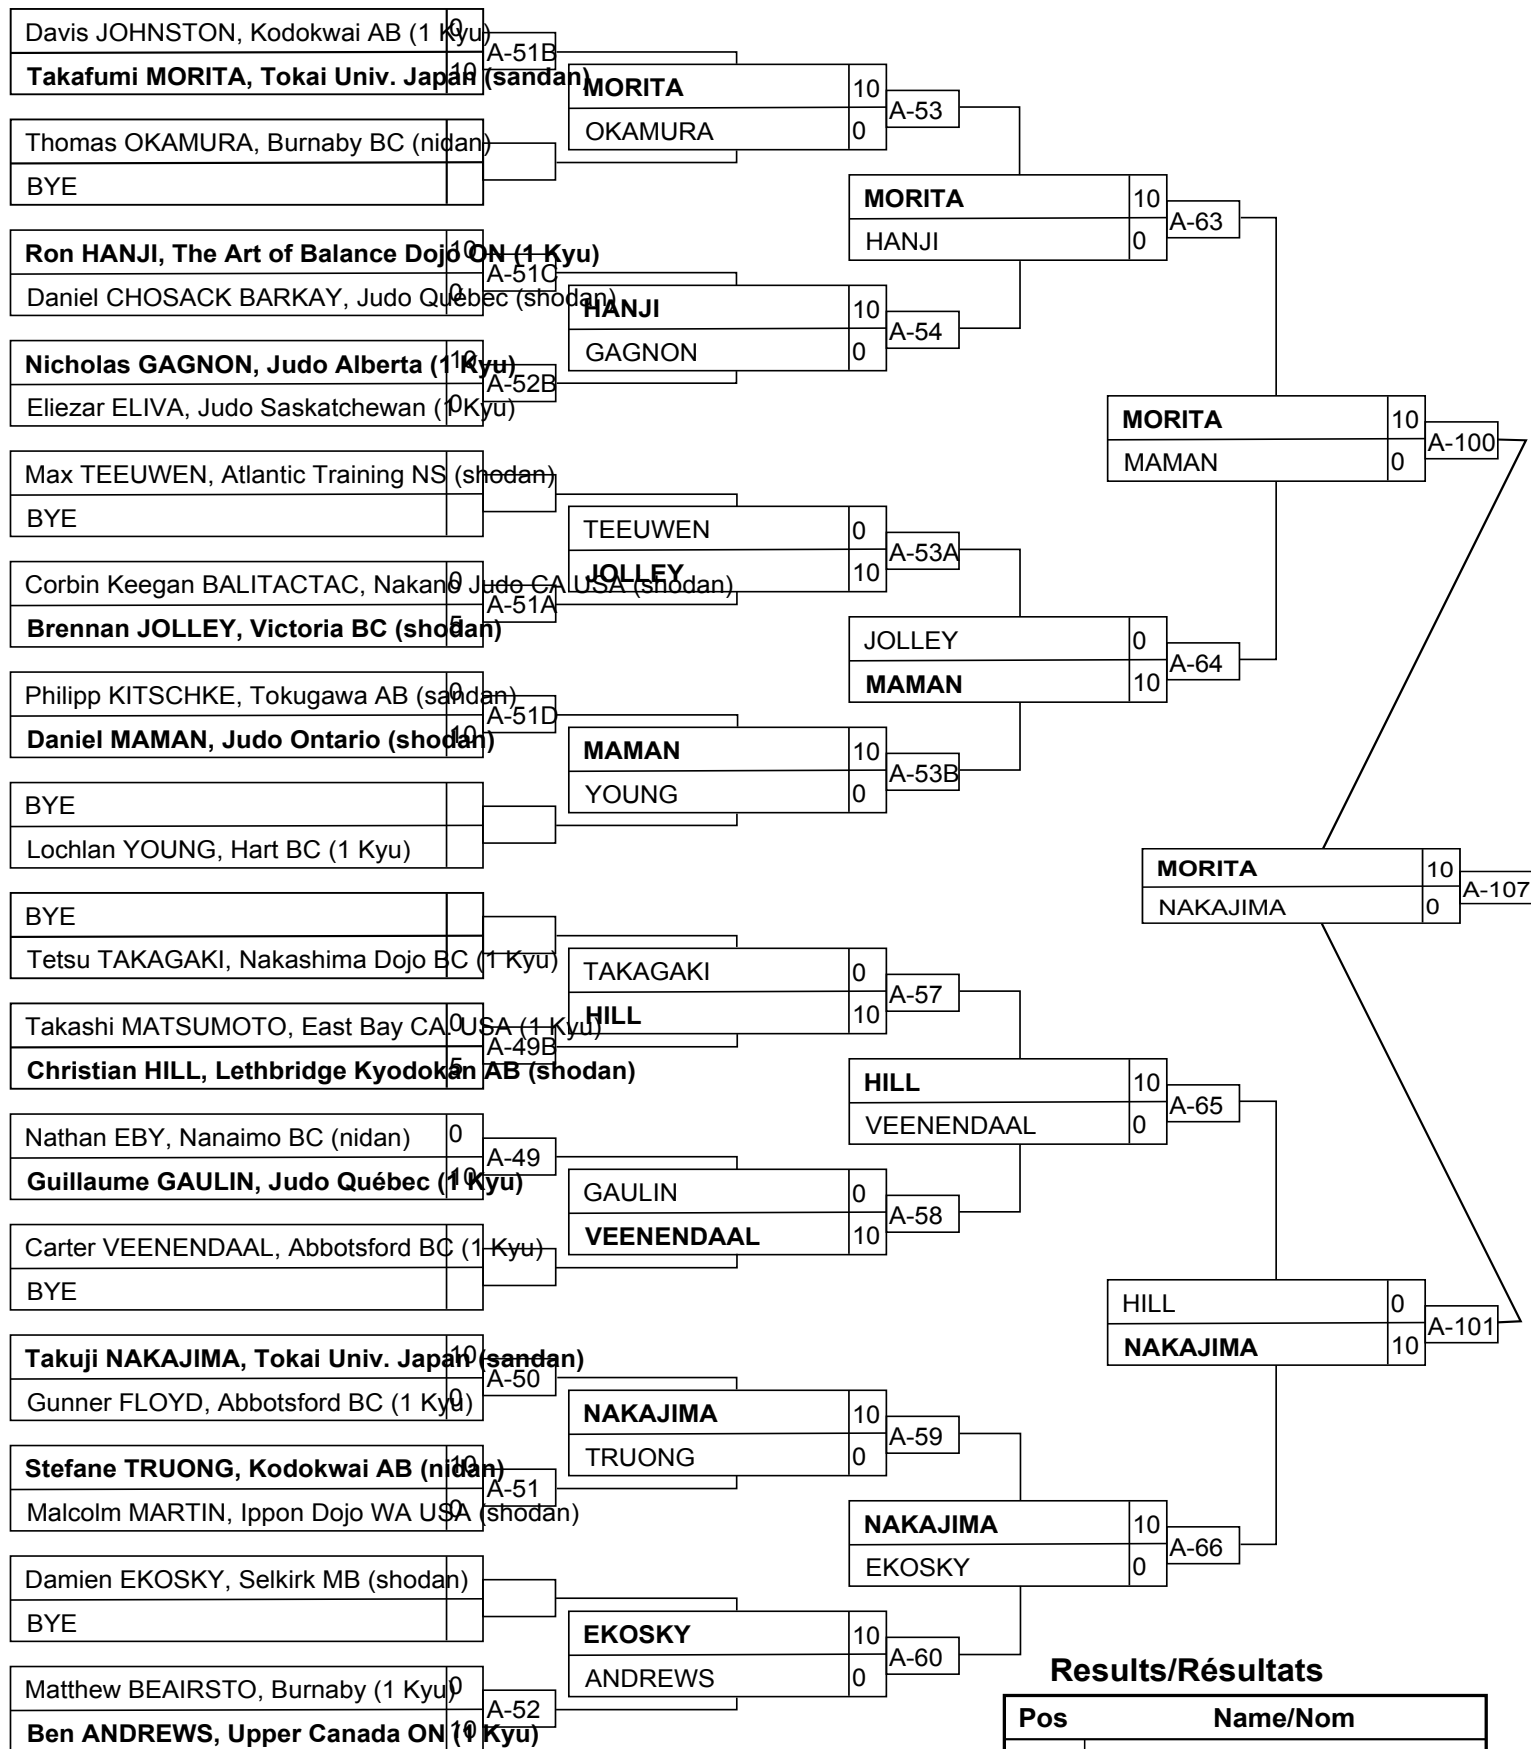 Davis JOHNSTON, Kodokwai AB (1 Kyu) 0
Takafumi MORITA, Tokai Univ. Japan (sandan) 10
A-51B
Thomas OKAMURA, Burnaby BC (nidan)
BYE
Ron HANJI, The Art of Balance Dojo ON (1 Kyu) 10
Daniel CHOSACK BARKAY, Judo Québec (shodan) 0
A-51C
Nicholas GAGNON, Judo Alberta (1 Kyu) 10
Eliezar ELIVA, Judo Saskatchewan (1 Kyu) 0
A-52B
Max TEEUWEN, Atlantic Training NS (shodan)
BYE
Corbin Keegan BALITACTAC, Nakano Judo CA USA (shodan) 0
Brennan JOLLEY, Victoria BC (shodan) 5
A-51A
Philipp KITSCHKE, Tokugawa AB (sandan) 0
Daniel MAMAN, Judo Ontario (shodan) 10
A-51D
BYE
Lochlan YOUNG, Hart BC (1 Kyu)
BYE
Tetsu TAKAGAKI, Nakashima Dojo BC (1 Kyu)
Takashi MATSUMOTO, East Bay CA. USA (1 Kyu) 0
Christian HILL, Lethbridge Kyodokan AB (shodan) 5
A-49B
Nathan EBY, Nanaimo BC (nidan) 0
Guillaume GAULIN, Judo Québec (1 Kyu) 10
A-49
Carter VEENENDAAL, Abbotsford BC (1 Kyu)
BYE
Takuji NAKAJIMA, Tokai Univ. Japan (sandan) 10
Gunner FLOYD, Abbotsford BC (1 Kyu) 0
A-50
Stefane TRUONG, Kodokwai AB (nidan) 10
Malcolm MARTIN, Ippon Dojo WA USA (shodan) 0
A-51
Damien EKOSKY, Selkirk MB (shodan)
BYE
Matthew BEAIRSTO, Burnaby (1 Kyu) 0
Ben ANDREWS, Upper Canada ON (1 Kyu) 10
A-52
MORITA 10
OKAMURA 0
A-53
HANJI 10
GAGNON 0
A-54
TEEUWEN 0
JOLLEY 10
A-53A
MAMAN 10
YOUNG 0
A-53B
TAKAGAKI 0
HILL 10
A-57
GAULIN 0
VEENENDAAL 10
A-58
NAKAJIMA 10
TRUONG 0
A-59
EKOSKY 10
ANDREWS 0
A-60
MORITA 10
HANJI 0
A-63
JOLLEY 0
MAMAN 10
A-64
HILL 10
VEENENDAAL 0
A-65
NAKAJIMA 10
EKOSKY 0
A-66
MORITA 10
MAMAN 0
A-100
HILL 0
NAKAJIMA 10
A-101
MORITA 10
NAKAJIMA 0
A-107
Results/Résultats
Pos Name/Nom